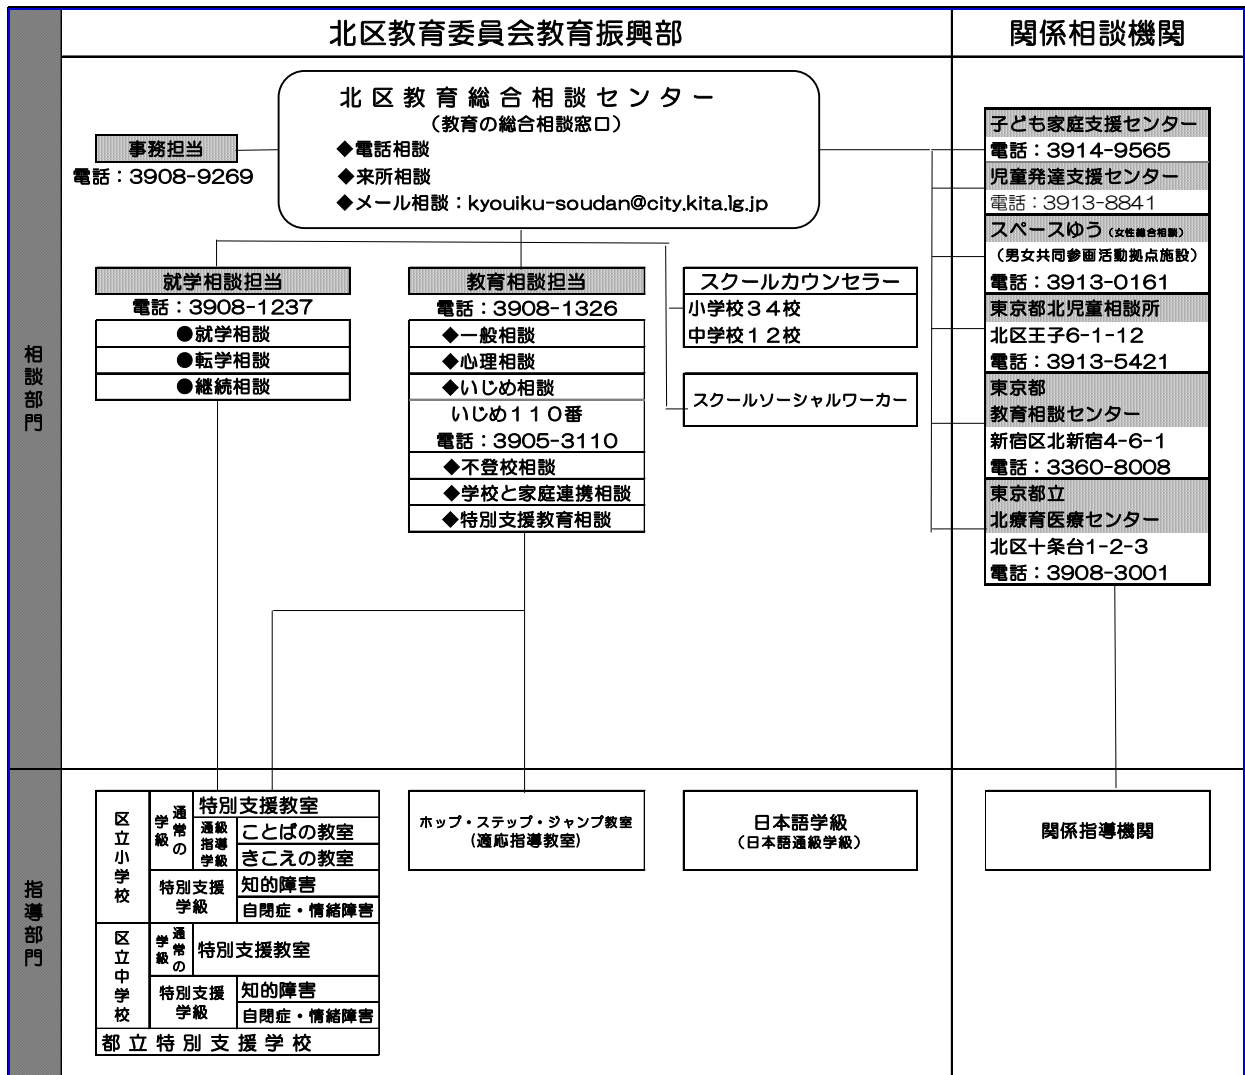 北区教育委員会教育振興部
関係相談機関
相談部門
北区教育総合相談センター
（教育の総合相談窓口）
◆電話相談
◆来所相談
◆メール相談：kyouiku-soudan@city.kita.lg.jp
事務担当
電話：3908-9269
就学相談担当
電話：3908-1237
●就学相談
●転学相談
●継続相談
教育相談担当
電話：3908-1326
◆一般相談
◆心理相談
◆いじめ相談
いじめ１１０番
電話：3905-3110
◆不登校相談
◆学校と家庭連携相談
◆特別支援教育相談
スクールカウンセラー
小学校３４校
中学校１２校
スクールソーシャルワーカー
子ども家庭支援センター
電話：3914-9565
児童発達支援センター
電話：3913-8841
スペースゆう（女性総合相談）
（男女共同参画活動拠点施設）
電話：3913-0161
東京都北児童相談所
北区王子6-1-12
電話：3913-5421
東京都
教育相談センター
新宿区北新宿4-6-1
電話：3360-8008
東京都立
北療育医療センター
北区十条台1-2-3
電話：3908-3001
指導部門
区立小学校
通常の
学級
特別支援教室
通級
指導
学級
ことばの教室
きこえの教室
特別支援
学級
知的障害
自閉症・情緒障害
区立中学校
通常の
学級
特別支援教室
特別支援
学級
知的障害
自閉症・情緒障害
都立特別支援学校
ホップ・ステップ・ジャンプ教室
(適応指導教室)
日本語学級
（日本語通級学級）
関係指導機関